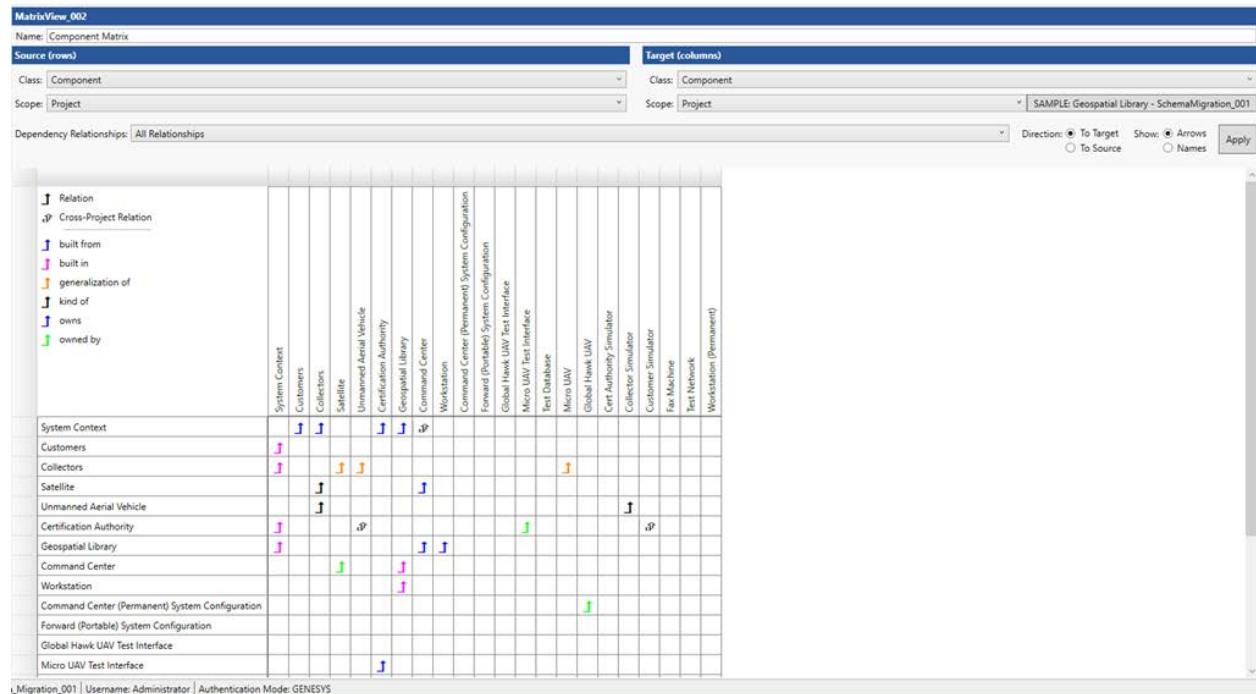 MatrixView_002
Name: Component Matrix
Source (rows) Target (columns)
Class: Component Class: Component
Scope: Project Scope: Project SAMPLE: Geospatial Library - SchemaMigration_001
Dependency Relationships: All Relationships Direction: To Target Show: Arrows Apply
To Source Names
Relation
Cross-Project Relation
built from
built in
generalization of
kind of
owns
owned by
System Context
Customers
Collectors
Satellite
Unmanned Aerial Vehicle
Certification Authority
Geospatial Library
Command Center
Workstation
Command Center (Permanent) System Configuration
Forward (Portable) System Configuration
Global Hawk UAV Test Interface
Micro UAV Test Interface
Test Database
Micro UAV
Global Hawk UAV
Cert Authority Simulator
Collector Simulator
Customer Simulator
Fax Machine
Test Network
Workstation (Permanent)
System Context
Customers
Collectors
Satellite
Unmanned Aerial Vehicle
Certification Authority
Geospatial Library
Command Center
Workstation
Command Center (Permanent) System Configuration
Forward (Portable) System Configuration
Global Hawk UAV Test Interface
Micro UAV Test Interface
_Migration_001 Username: Administrator Authentication Mode: GENESYS